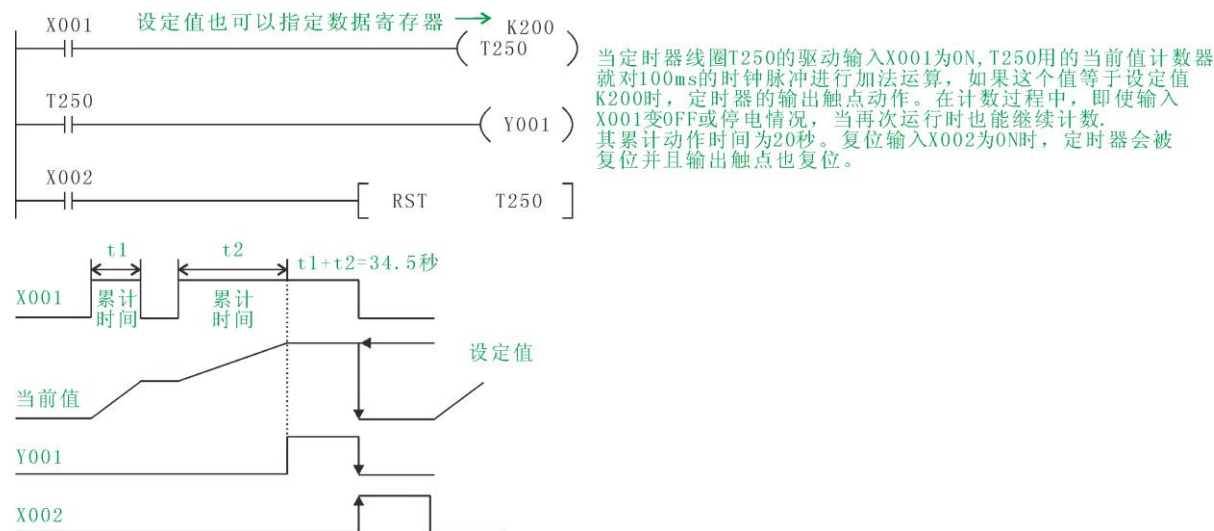 X001
设定值也可以指定数据寄存器
K200
T250
T250
Y001
X002
RST T250
当定时器线圈T250的驱动输入X001为ON,T250用的当前值计数器
就对100ms的时钟脉冲进行加法运算，如果这个值等于设定值
K200时，定时器的输出触点动作。在计数过程中，即使输入
X001变OFF或停电情况，当再次运行时也能继续计数.
其累计动作时间为20秒。复位输入X002为ON时，定时器会被
复位并且输出触点也复位。
t1
t2
t1+t2=34.5秒
X001
累计
时间
累计
时间
设定值
当前值
Y001
X002